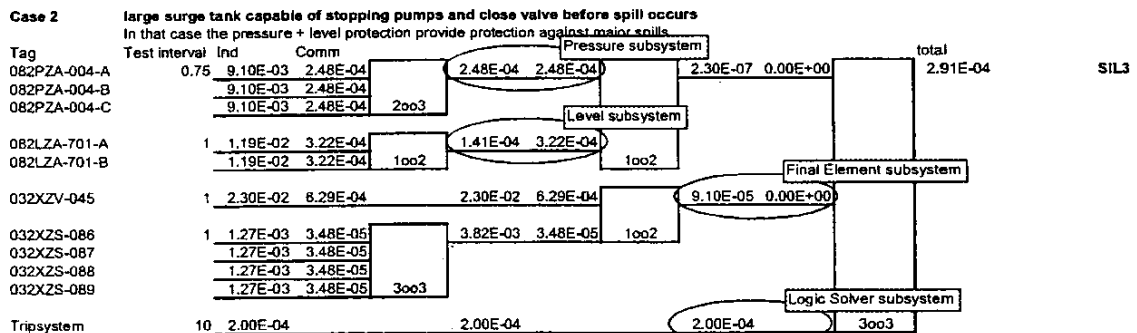 Case 2 large surge tank capable of stopping pumps and close valve before spill occurs
In that case the pressure + level protection provide protection against major spills
Pressure subsystem
Tag Test interval Ind Comm total
082PZA-004-A 0.75 9.10E-03 2.48E-04 2.48E-04 2.48E-04 2.30E-07 0.00E+00 2.91E-04 SIL3
082PZA-004-B 9.10E-03 2.48E-04
082PZA-004-C 9.10E-03 2.48E-04 2oo3
Level subsystem
082LZA-701-A 1 1.19E-02 3.22E-04 1.41E-04 3.22E-04
082LZA-701-B 1.19E-02 3.22E-04 1oo2 1oo2
Final Element subsystem
032XZV-045 1 2.30E-02 6.29E-04 2.30E-02 6.29E-04 9.10E-05 0.00E+00
032XZS-086 1 1.27E-03 3.48E-05 3.82E-03 3.48E-05 1oo2
032XZS-087 1.27E-03 3.48E-05
032XZS-088 1.27E-03 3.48E-05
032XZS-089 1.27E-03 3.48E-05 3oo3
Logic Solver subsystem
Tripsystem 10 2.00E-04 2.00E-04 2.00E-04 3oo3